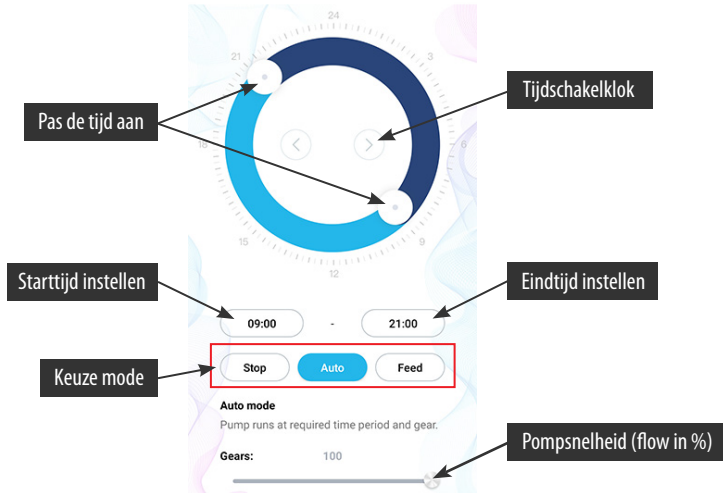 24
21
3
Tijdschakelklok
Pas de tijd aan
18
6
15
9
12
Starttijd instellen
Eindtijd instellen
09:00 - 21:00
Keuze mode
Stop Auto Feed
Auto mode
Pump runs at required time period and gear.
Pompsnelheid (flow in %)
Gears: 100